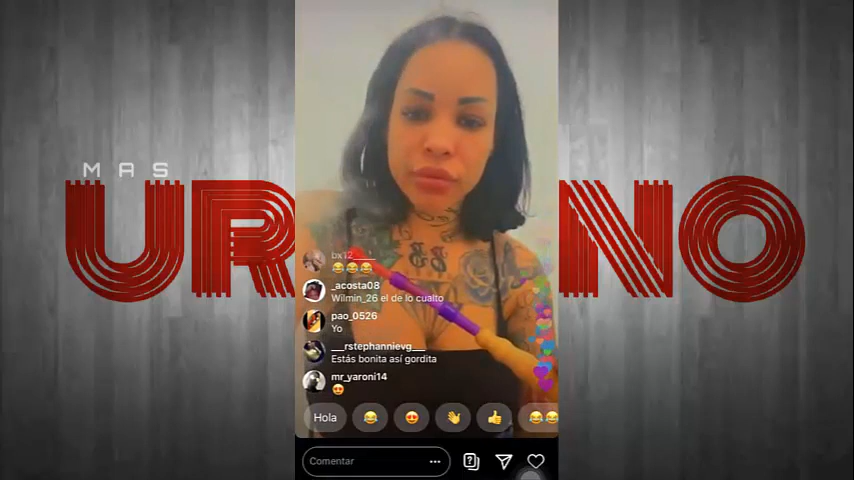 MAS
UR
NO
bx12____'
😂😂😂
_acosta08
Wilmin_26 el de lo cualto
pao_0526
Yo
___rstephannievg___
Estás bonita así gordita
mr_yaroni14
😍
Hola 😂 😍 👋 👍 😂😂
Comentar